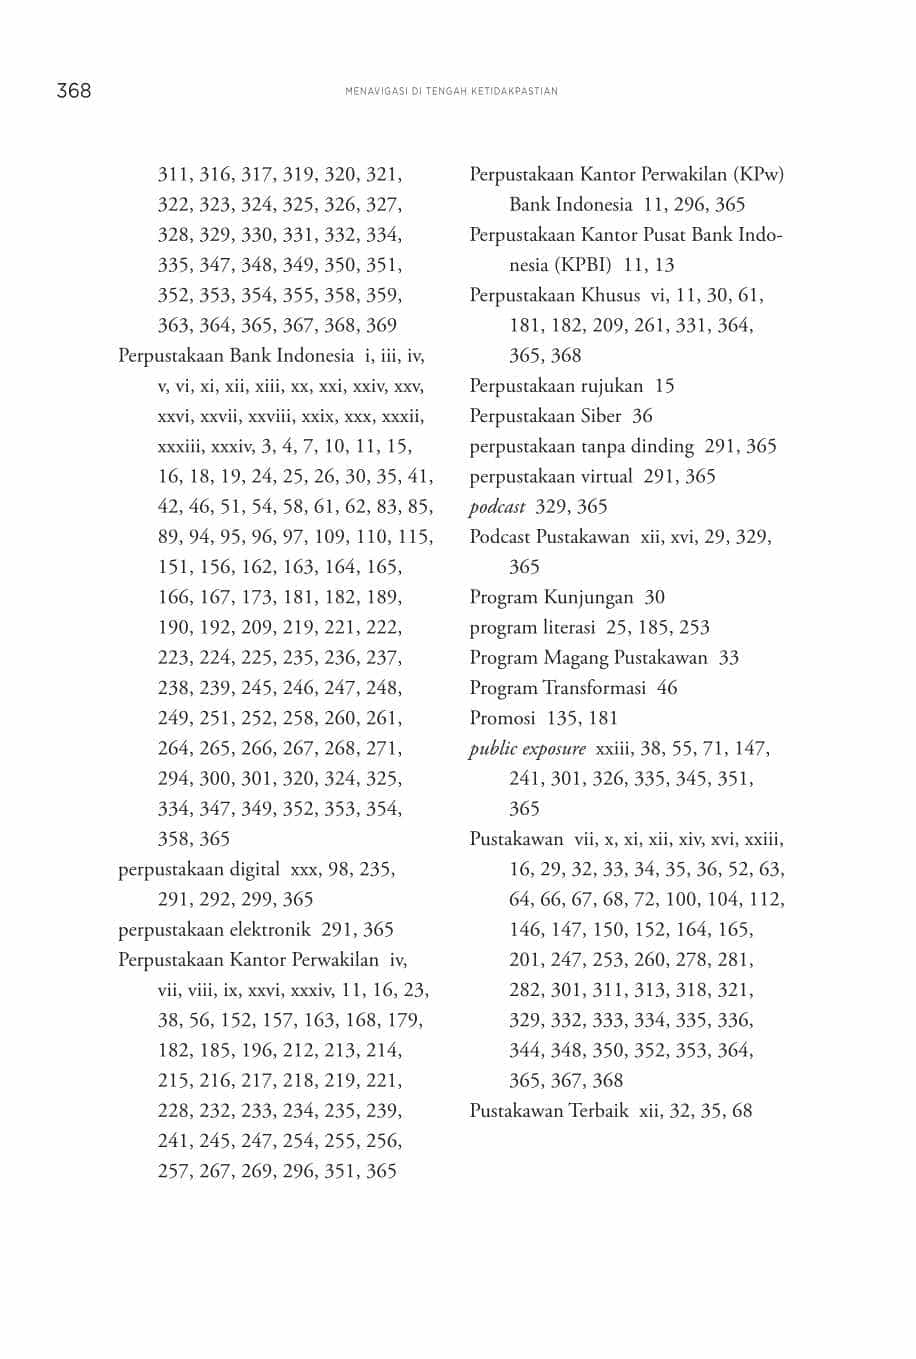 368
MENAVIGASI DI TENGAH KETIDAKPASTIAN
311, 316, 317, 319, 320, 321,
322, 323, 324, 325, 326, 327,
328, 329, 330, 331, 332, 334,
335, 347, 348, 349, 350, 351,
352, 353, 354, 355, 358, 359,
363, 364, 365, 367, 368, 369
Perpustakaan Bank Indonesia i, iii, iv,
v, vi, xi, xii, xiii, xx, xxi, xxiv, xxv,
xxvi, xxvii, xxviii, xxix, xxx, xxxii,
xxxiii, xxxiv, 3, 4, 7, 10, 11, 15,
16, 18, 19, 24, 25, 26, 30, 35, 41,
42, 46, 51, 54, 58, 61, 62, 83, 85,
89, 94, 95, 96, 97, 109, 110, 115,
151, 156, 162, 163, 164, 165,
166, 167, 173, 181, 182, 189,
190, 192, 209, 219, 221, 222,
223, 224, 225, 235, 236, 237,
238, 239, 245, 246, 247, 248,
249, 251, 252, 258, 260, 261,
264, 265, 266, 267, 268, 271,
294, 300, 301, 320, 324, 325,
334, 347, 349, 352, 353, 354,
358, 365
perpustakaan digital xxx, 98, 235,
291, 292, 299, 365
perpustakaan elektronik 291, 365
Perpustakaan Kantor Perwakilan iv,
vii, viii, ix, xxvi, xxxiv, 11, 16, 23,
38, 56, 152, 157, 163, 168, 179,
182, 185, 196, 212, 213, 214,
215, 216, 217, 218, 219, 221,
228, 232, 233, 234, 235, 239,
241, 245, 247, 254, 255, 256,
257, 267, 269, 296, 351, 365
Perpustakaan Kantor Perwakilan (KPw)
Bank Indonesia 11, 296, 365
Perpustakaan Kantor Pusat Bank Indo-
nesia (KPBI) 11, 13
Perpustakaan Khusus vi, 11, 30, 61,
181, 182, 209, 261, 331, 364,
365, 368
Perpustakaan rujukan 15
Perpustakaan Siber 36
perpustakaan tanpa dinding 291, 365
perpustakaan virtual 291, 365
podcast 329, 365
Podcast Pustakawan xii, xvi, 29, 329,
365
Program Kunjungan 30
program literasi 25, 185, 253
Program Magang Pustakawan 33
Program Transformasi 46
Promosi 135, 181
public exposure xxiii, 38, 55, 71, 147,
241, 301, 326, 335, 345, 351,
365
Pustakawan vii, x, xi, xii, xiv, xvi, xxiii,
16, 29, 32, 33, 34, 35, 36, 52, 63,
64, 66, 67, 68, 72, 100, 104, 112,
146, 147, 150, 152, 164, 165,
201, 247, 253, 260, 278, 281,
282, 301, 311, 313, 318, 321,
329, 332, 333, 334, 335, 336,
344, 348, 350, 352, 353, 364,
365, 367, 368
Pustakawan Terbaik xii, 32, 35, 68